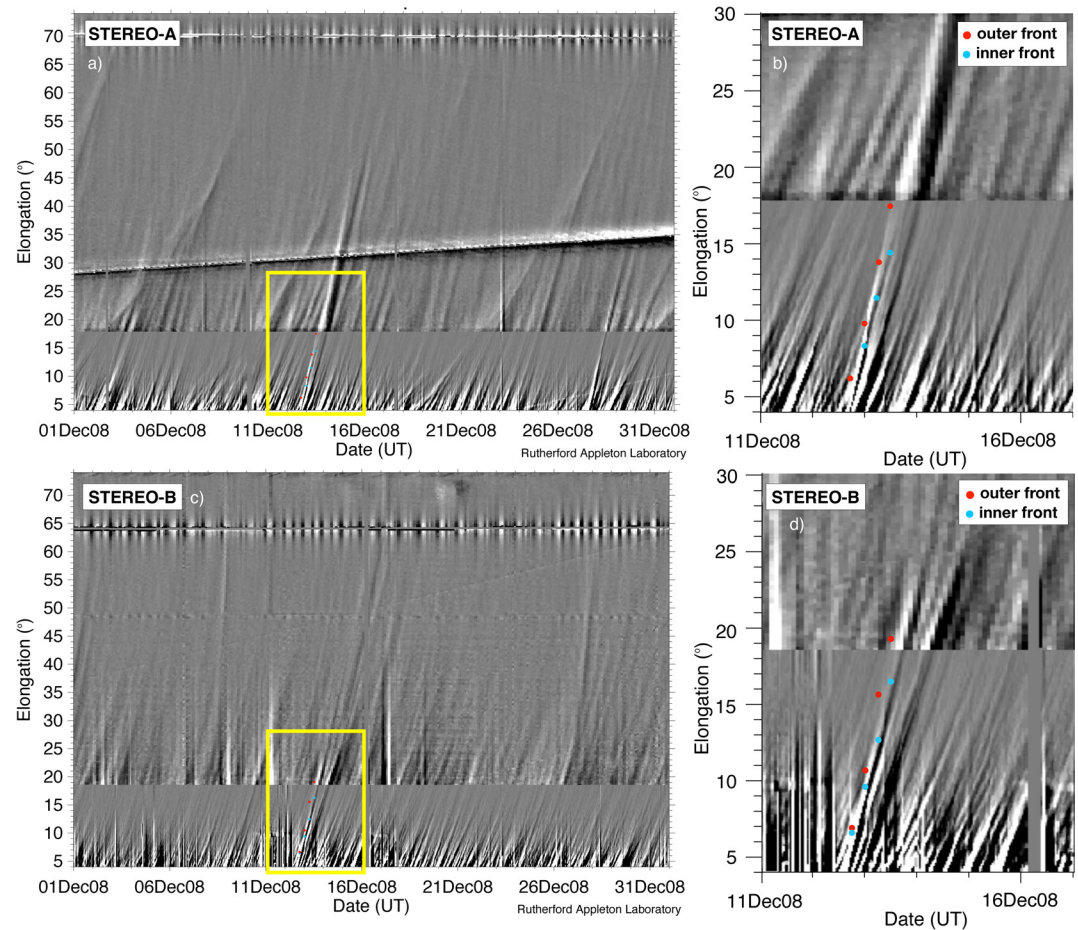 STEREO-A
a)
70
65
60
55
50
45
40
35
30
25
20
15
10
5
Elongation (°)
01Dec08 06Dec08 11Dec08 16Dec08 21Dec08 26Dec08 31Dec08
Date (UT)
Rutherford Appleton Laboratory
STEREO-A
b)
outer front
inner front
30
25
20
15
10
5
Elongation (°)
11Dec08 16Dec08
Date (UT)
STEREO-B
c)
70
65
60
55
50
45
40
35
30
25
20
15
10
5
Elongation (°)
01Dec08 06Dec08 11Dec08 16Dec08 21Dec08 26Dec08 31Dec08
Date (UT)
Rutherford Appleton Laboratory
STEREO-B
d)
outer front
inner front
30
25
20
15
10
5
Elongation (°)
11Dec08 16Dec08
Date (UT)